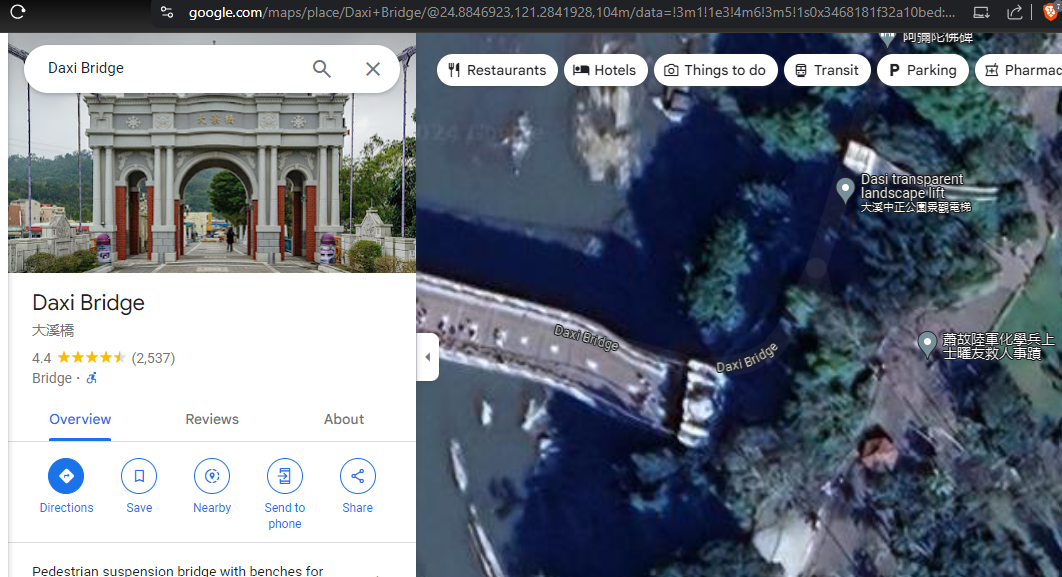 google.com/maps/place/Daxi+Bridge/@24.8846923,121.2841928,104m/data=!3m1!1e3!4m6!3m5!1s0x3468181f32a10bed:...
Daxi Bridge
Restaurants
Hotels
Things to do
Transit
Parking
Pharmac
阿彌陀佛碑
大溪橋
Daxi Bridge
大溪橋
4.4 (2,537)
Bridge ·
Overview
Reviews
About
Directions
Save
Nearby
Send to
phone
Share
Pedestrian suspension bridge with benches for
Dasi transparent
landscape lift
大溪中正公園景觀電梯
蕭故陸軍化學兵上
士曜友救人事蹟
Daxi Bridge
Daxi Bridge